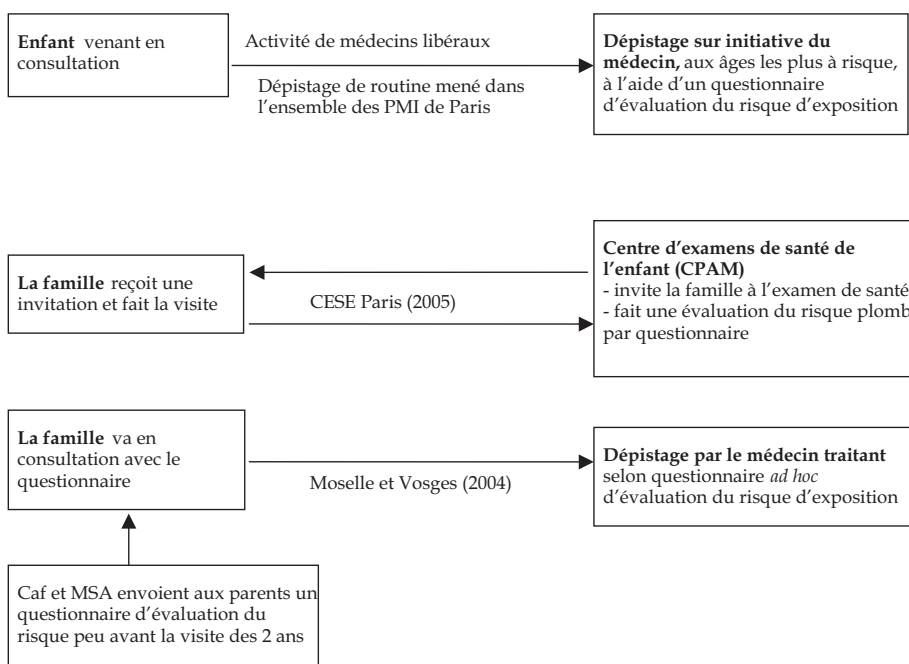 Enfant venant en
consultation
Activité de médecins libéraux
Dépistage de routine mené dans
l'ensemble des PMI de Paris
Dépistage sur initiative du
médecin, aux âges les plus à risque,
à l'aide d'un questionnaire
d'évaluation du risque d'exposition
La famille reçoit une
invitation et fait la visite
CESE Paris (2005)
Centre d'examens de santé de
l'enfant (CPAM)
- invite la famille à l'examen de santé
- fait une évaluation du risque plomb
par questionnaire
La famille va en
consultation avec le
questionnaire
Moselle et Vosges (2004)
Dépistage par le médecin traitant
selon questionnaire ad hoc
d'évaluation du risque d'exposition
Caf et MSA envoient aux parents un
questionnaire d'évaluation du
risque peu avant la visite des 2 ans